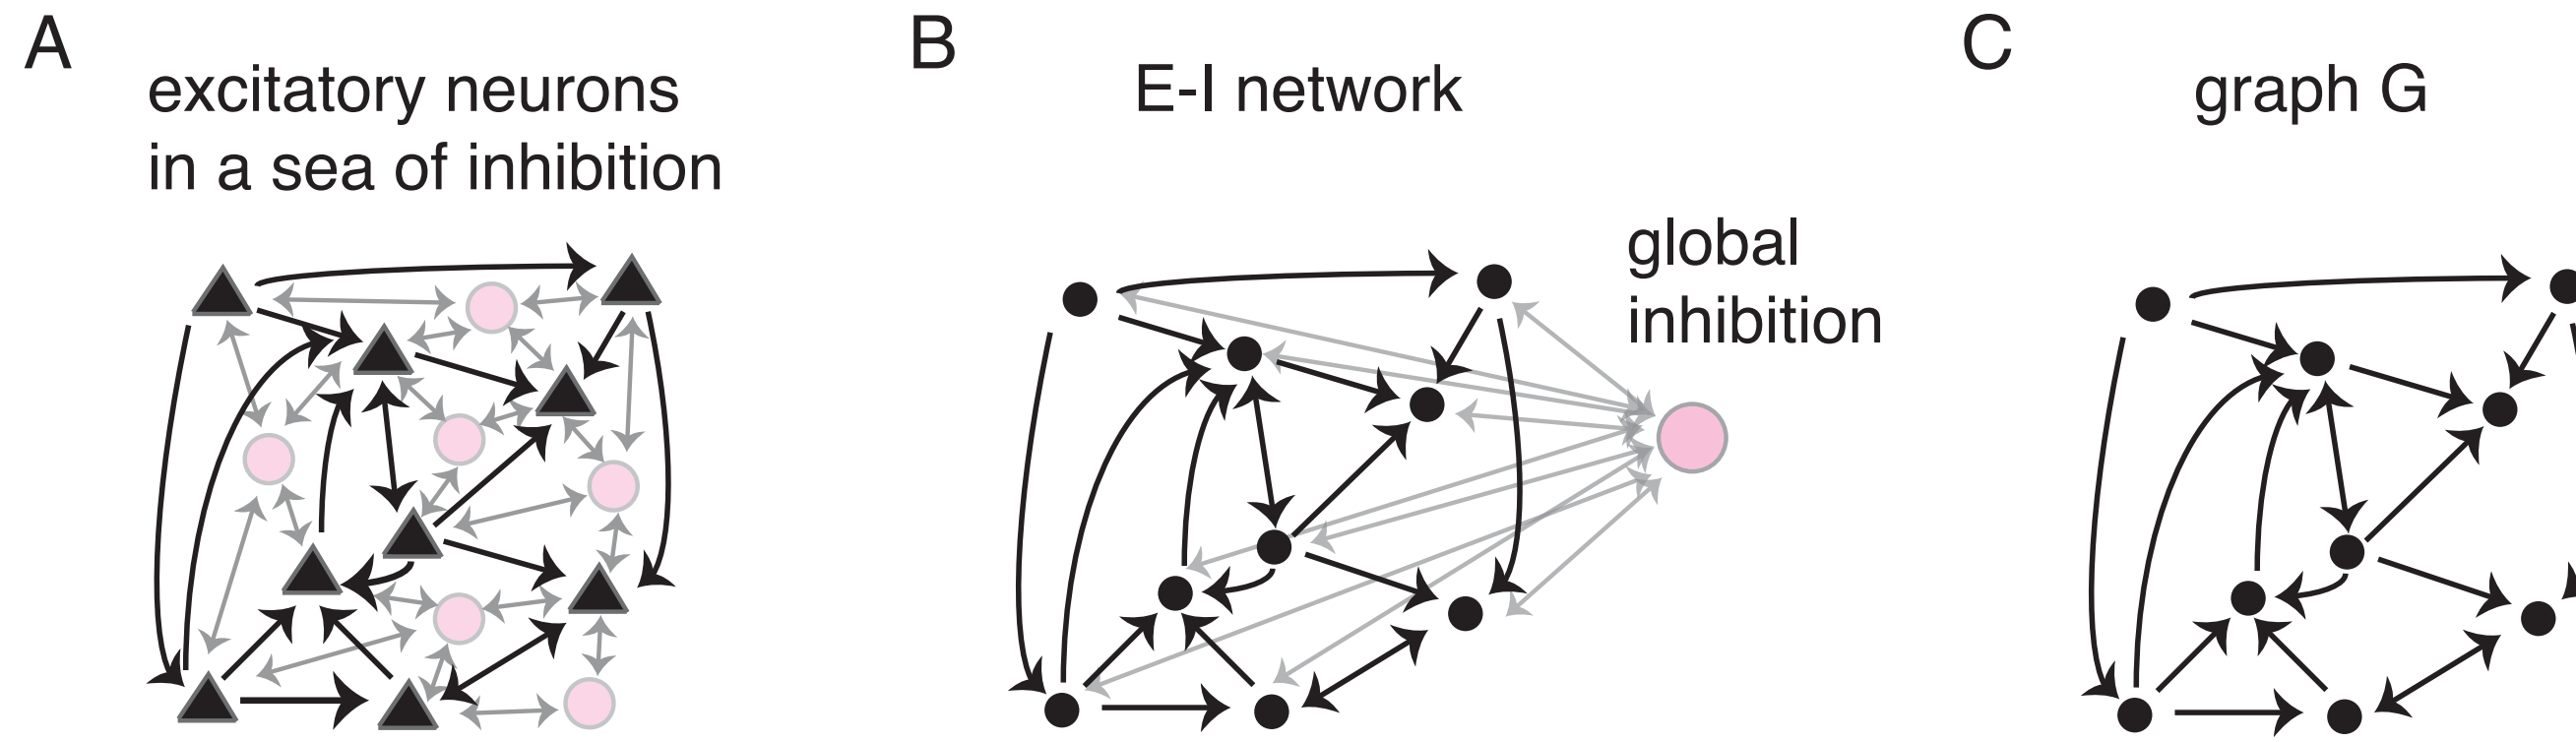 A
excitatory neurons
in a sea of inhibition
B
E-I network
global
inhibition
C
graph G